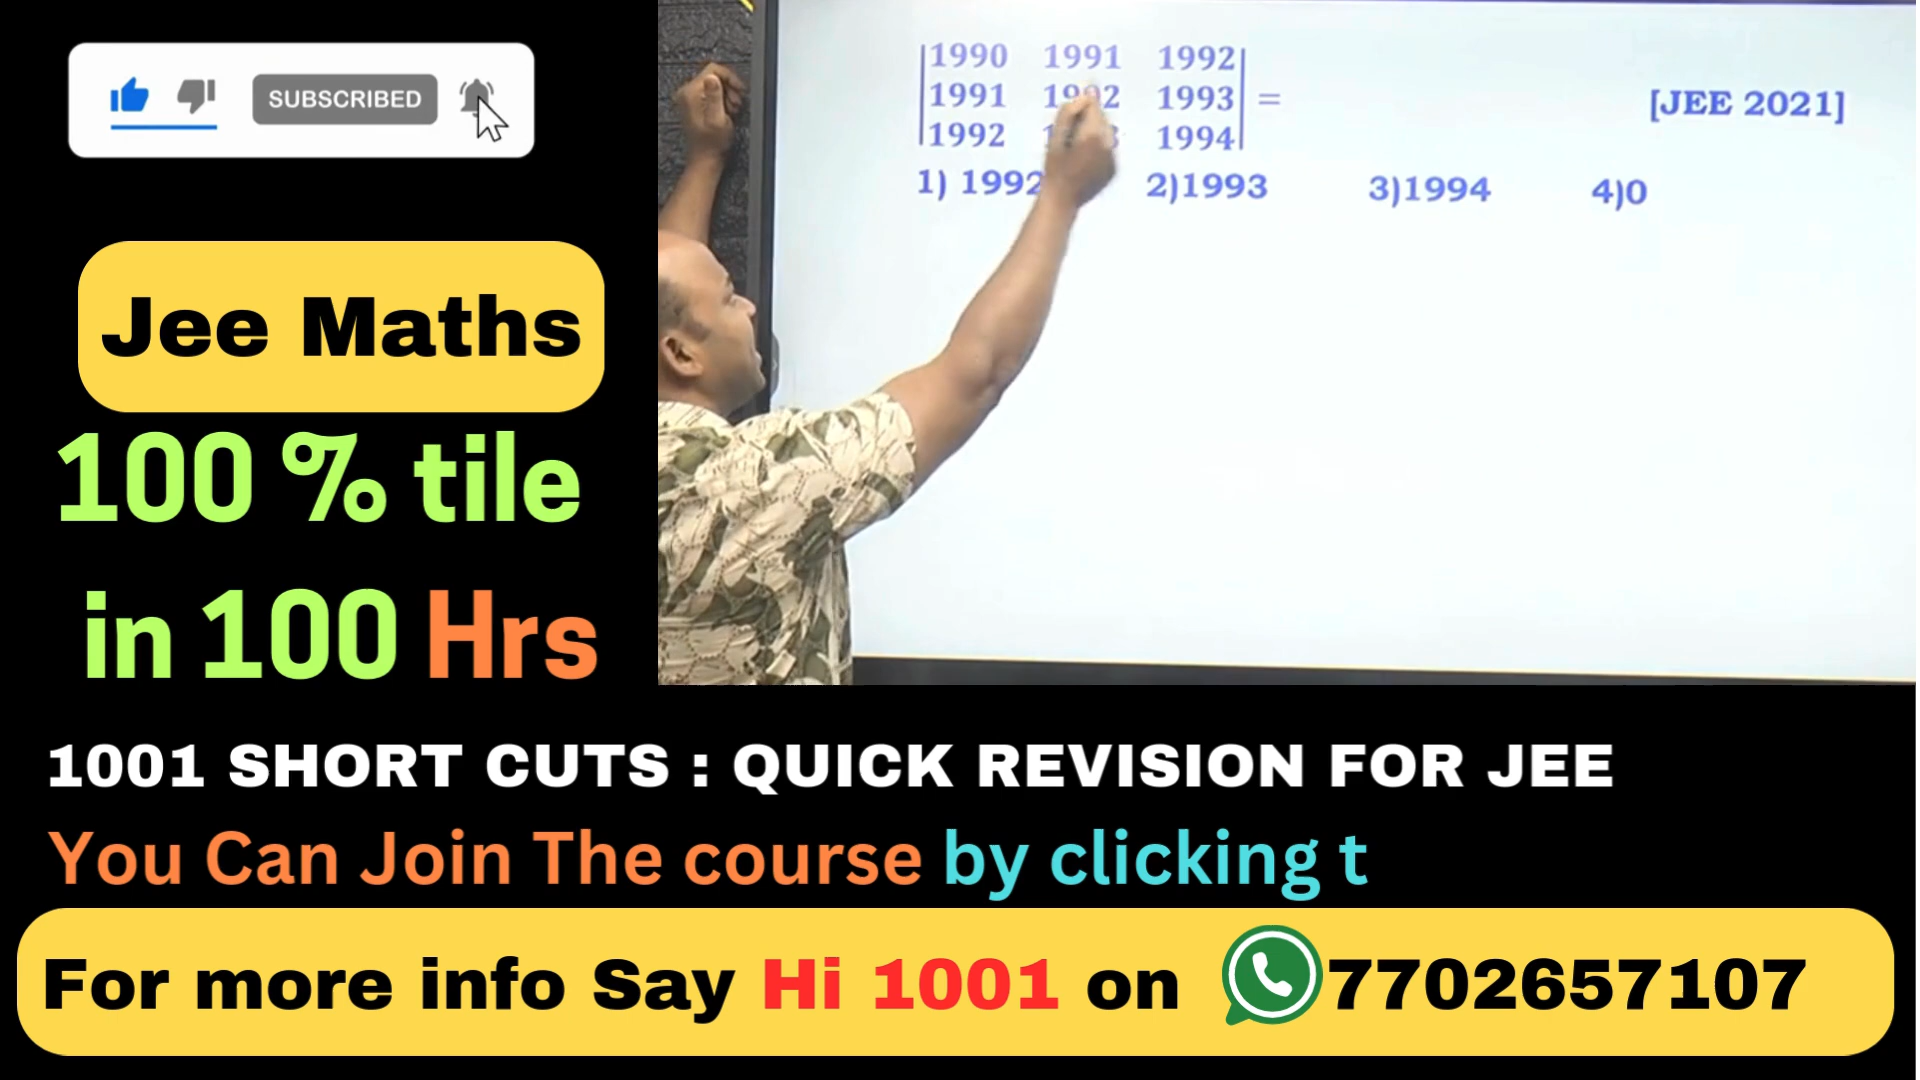 SUBSCRIBED
Jee Maths
100 % tile
in 100 Hrs
|1990 1991 1992|
|1991 1992 1993| =
|1992 1994|
[JEE 2021]
1) 1992 2)1993 3)1994 4)0
1001 SHORT CUTS : QUICK REVISION FOR JEE
You Can Join The course by clicking t
For more info Say Hi 1001 on 7702657107